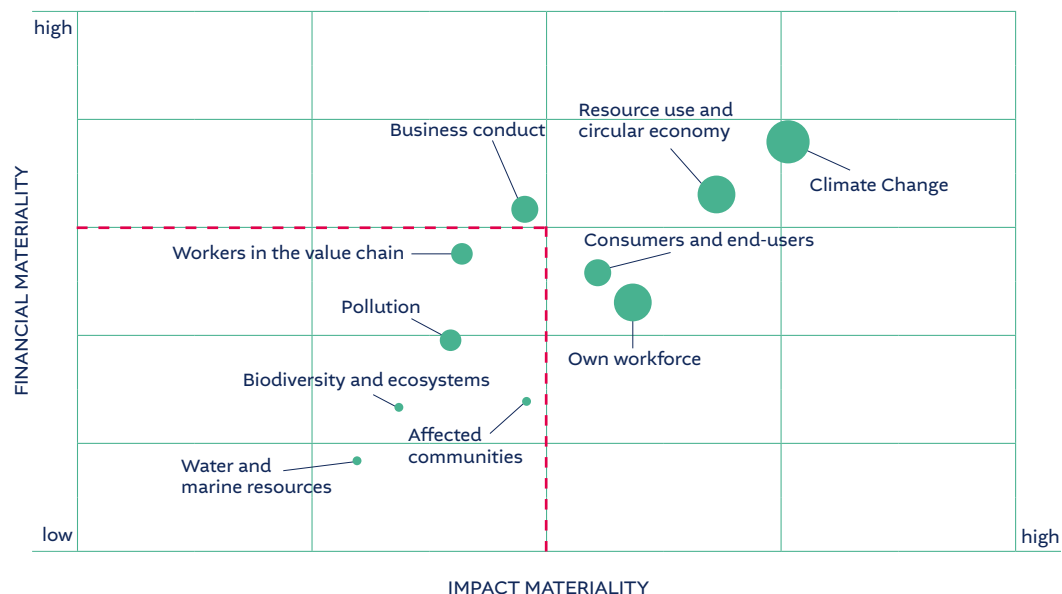 high
Resource use and
circular economy
Business conduct
Climate Change
FINANCIAL MATERIALITY
Consumers and end-users
Workers in the value chain
Pollution
Own workforce
Biodiversity and ecosystems
Affected
communities
Water and
marine resources
low
high
IMPACT MATERIALITY